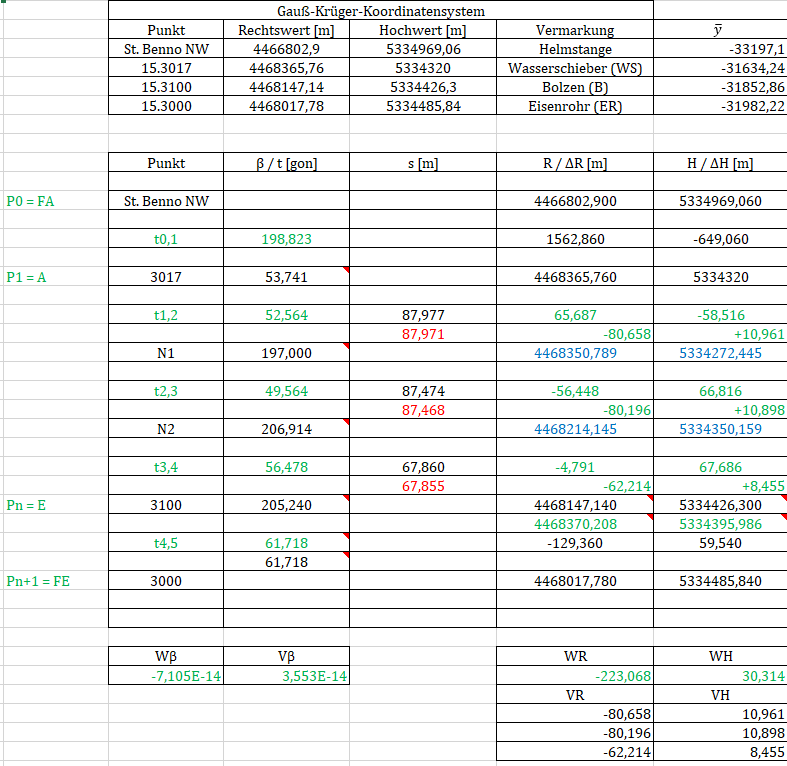 Gauß-Krüger-Koordinatensystem
Punkt Rechtswert [m] Hochwert [m] Vermarkung y̅
St. Benno NW 4466802,9 5334969,06 Helmstange -33197,1
15.3017 4468365,76 5334320 Wasserschieber (WS) -31634,24
15.3100 4468147,14 5334426,3 Bolzen (B) -31852,86
15.3000 4468017,78 5334485,84 Eisenrohr (ER) -31982,22
Punkt β / t [gon] s [m] R / ΔR [m] H / ΔH [m]
P0 = FA St. Benno NW 4466802,900 5334969,060
t0,1 198,823 1562,860 -649,060
P1 = A 3017 53,741 4468365,760 5334320
t1,2 52,564 87,977 65,687 -58,516
87,971 -80,658 +10,961
N1 197,000 4468350,789 5334272,445
t2,3 49,564 87,474 -56,448 66,816
87,468 -80,196 +10,898
N2 206,914 4468214,145 5334350,159
t3,4 56,478 67,860 -4,791 67,686
67,855 -62,214 +8,455
Pn = E 3100 205,240 4468147,140 5334426,300
4468370,208 5334395,986
t4,5 61,718 -129,360 59,540
61,718
Pn+1 = FE 3000 4468017,780 5334485,840
Wβ Vβ WR WH
-7,105E-14 3,553E-14 -223,068 30,314
VR VH
-80,658 10,961
-80,196 10,898
-62,214 8,455